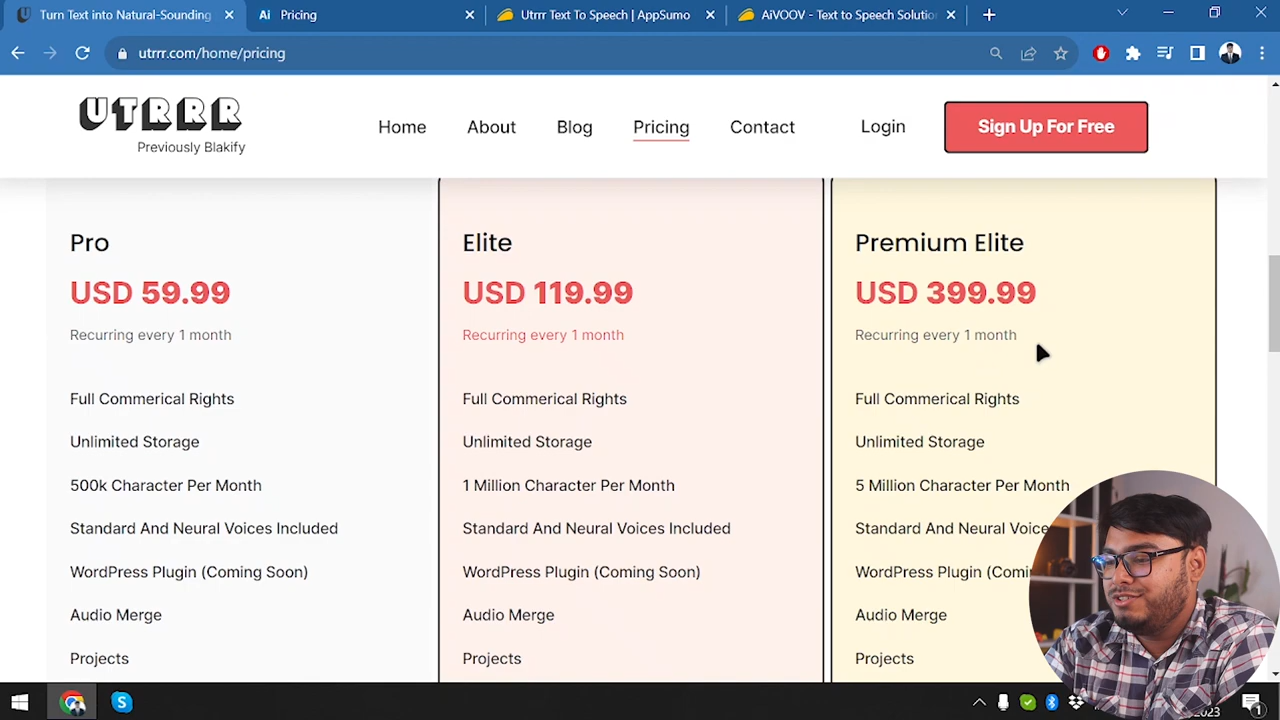 Turn Text into Natural-Sounding
Pricing
Utrrr Text To Speech | AppSumo
AiVOOV - Text to Speech Solution
utrrr.com/home/pricing
UTRRR
Previously Blakify
Home
About
Blog
Pricing
Contact
Login
Sign Up For Free
Pro
USD 59.99
Recurring every 1 month
Full Commerical Rights
Unlimited Storage
500k Character Per Month
Standard And Neural Voices Included
WordPress Plugin (Coming Soon)
Audio Merge
Projects
Elite
USD 119.99
Recurring every 1 month
Full Commerical Rights
Unlimited Storage
1 Million Character Per Month
Standard And Neural Voices Included
WordPress Plugin (Coming Soon)
Audio Merge
Projects
Premium Elite
USD 399.99
Recurring every 1 month
Full Commerical Rights
Unlimited Storage
5 Million Character Per Month
Standard And Neural Voice
WordPress Plugin (Comi
Audio Merge
Projects
2023